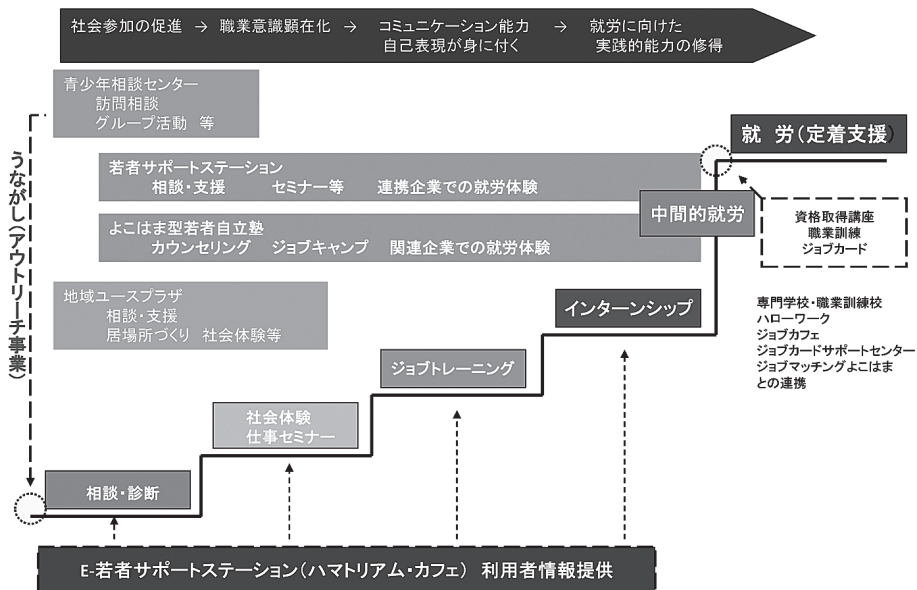 社会参加の促進 → 職業意識顕在化 → コミュニケーション能力 → 就労に向けた
自己表現が身に付く 実践的能力の修得
青少年相談センター
訪問相談
グループ活動 等
うながし(アウトリーチ事業)
就 労(定着支援)
若者サポートステーション
相談・支援 セミナー等 連携企業での就労体験
中間的就労
資格取得講座
職業訓練
ジョブカード
よこはま型若者自立塾
カウンセリング ジョブキャンプ 関連企業での就労体験
地域ユースプラザ
相談・支援
居場所づくり 社会体験等
インターンシップ
専門学校・職業訓練校
ハローワーク
ジョブカフェ
ジョブカードサポートセンター
ジョブマッチングよこはま
との連携
ジョブトレーニング
社会体験
仕事セミナー
相談・診断
E-若者サポートステーション(ハマトリアム・カフェ) 利用者情報提供